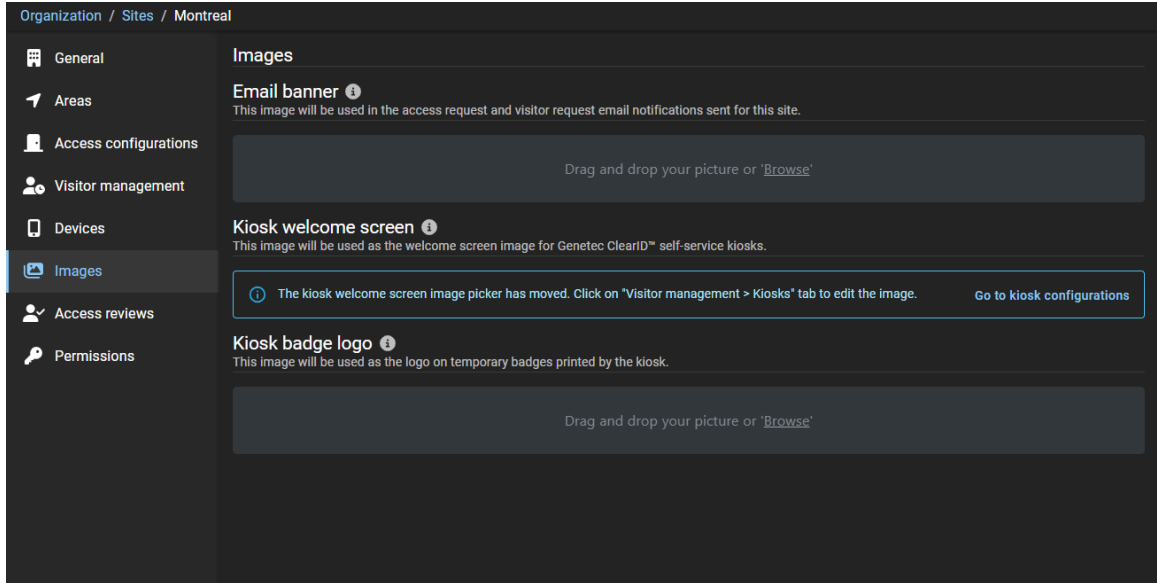 Organization / Sites / Montreal
General
Areas
Access configurations
Visitor management
Devices
Images
Access reviews
Permissions
Images
Email banner
This image will be used in the access request and visitor request email notifications sent for this site.
Drag and drop your picture or 'Browse'
Kiosk welcome screen
This image will be used as the welcome screen image for Genetec ClearID™ self-service kiosks.
The kiosk welcome screen image picker has moved. Click on "Visitor management > Kiosks" tab to edit the image. Go to kiosk configurations
Kiosk badge logo
This image will be used as the logo on temporary badges printed by the kiosk.
Drag and drop your picture or 'Browse'